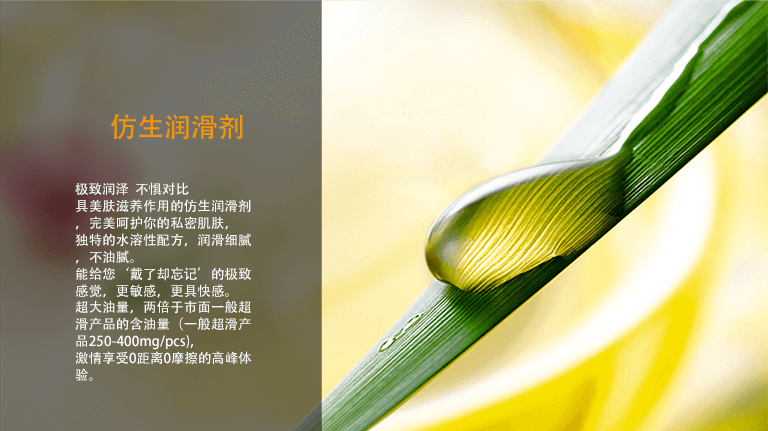 仿生润滑剂
极致润泽 不惧对比
具美肤滋养作用的仿生润滑剂
，完美呵护你的私密肌肤，
独特的水溶性配方，润滑细腻
，不油腻。
能给您‘戴了却忘记’的极致
感觉，更敏感，更具快感。
超大油量，两倍于市面一般超
滑产品的含油量（一般超滑产
品250-400mg/pcs),
激情享受0距离0摩擦的高峰体
验。